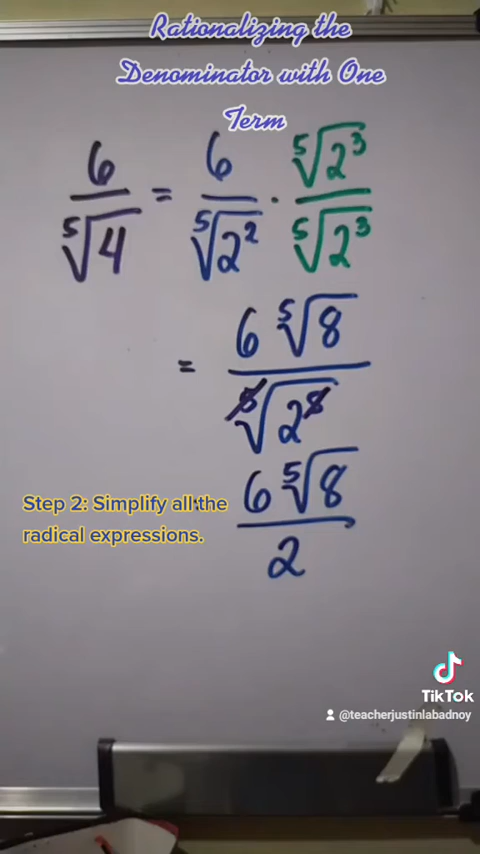 Rationalizing the
Denominator with One
Term
6/⁵√4 = 6/⁵√2² · ⁵√2³/⁵√2³
= 6 ⁵√8/⁵√2⁵
6 ⁵√8/2
Step 2: Simplify all the
radical expressions.
TikTok
@teacherjustinlabadnoy